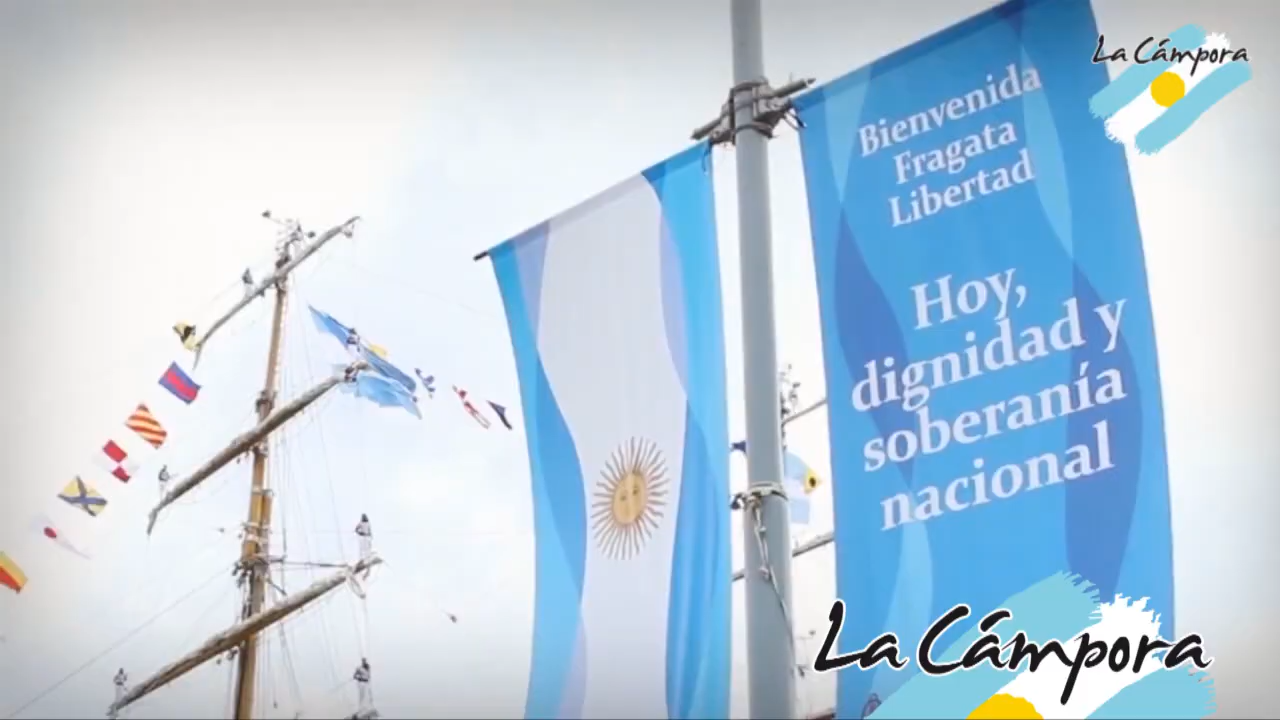 La Cámpora
Bienvenida
Fragata
Libertad
Hoy,
dignidad y
soberanía
nacional
La Cámpora